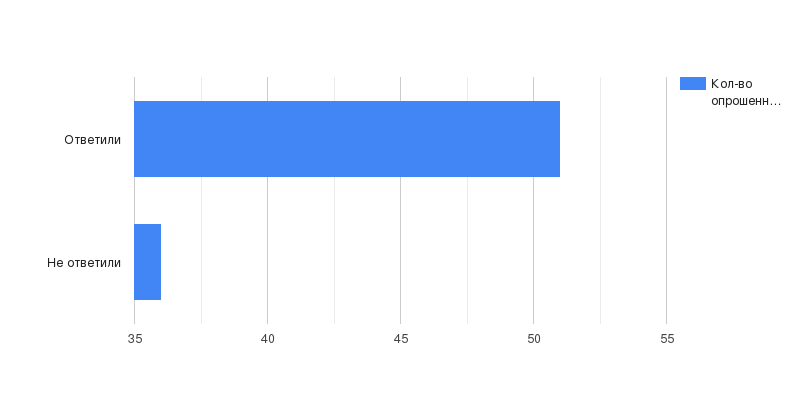 Кол-во
опрошенн…
Ответили
Не ответили
35 40 45 50 55